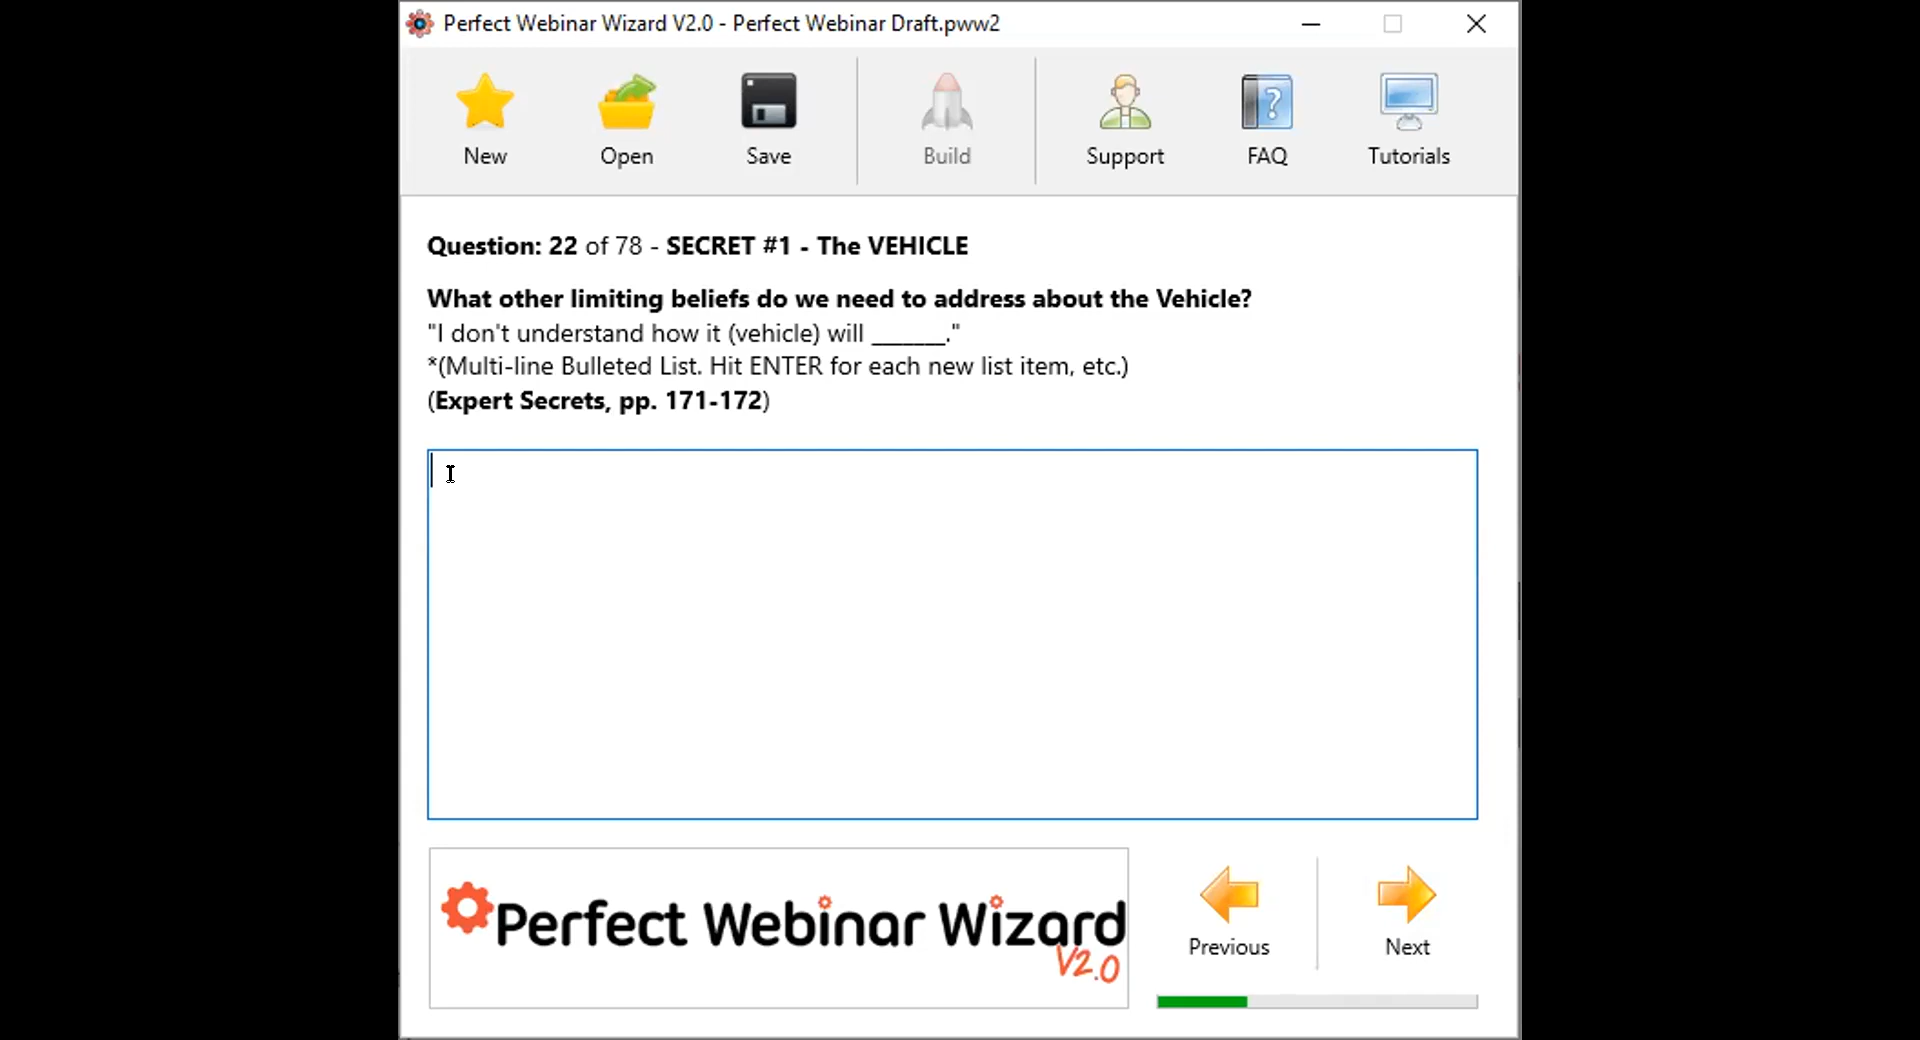 Perfect Webinar Wizard V2.0 - Perfect Webinar Draft.pww2
New Open Save Build Support FAQ Tutorials
Question: 22 of 78 - SECRET #1 - The VEHICLE
What other limiting beliefs do we need to address about the Vehicle?
"I don't understand how it (vehicle) will ______."
*(Multi-line Bulleted List. Hit ENTER for each new list item, etc.)
(Expert Secrets, pp. 171-172)
Perfect Webinar Wizard
V2.0
Previous Next